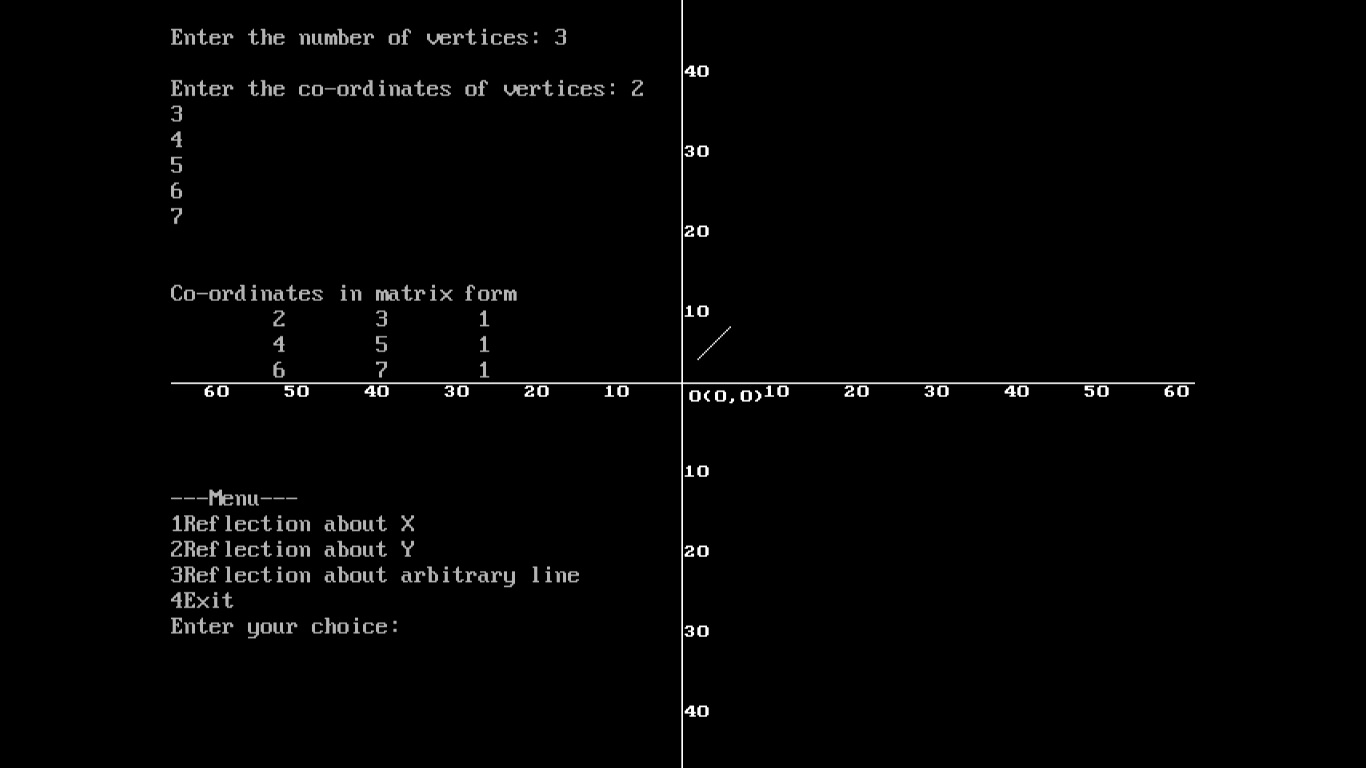 Enter the number of vertices: 3
40
Enter the co-ordinates of vertices: 2
3
4
30
5
6
7
20
Co-ordinates in matrix form
10
2 3 1
4 5 1
6 7 1
60 50 40 30 20 10 O(0,0) 10 20 30 40 50 60
10
---Menu---
1Reflection about X
2Reflection about Y
20
3Reflection about arbitrary line
4Exit
Enter your choice:
30
40